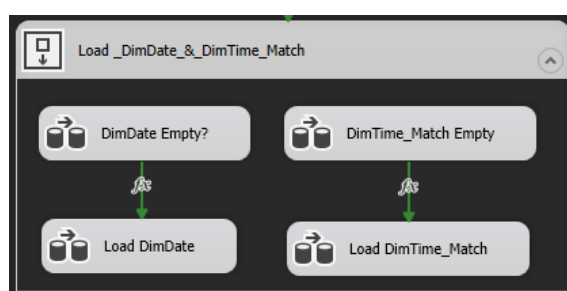 Load _DimDate_&_DimTime_Match
DimDate Empty?
DimTime_Match Empty
fx
fx
Load DimDate
Load DimTime_Match